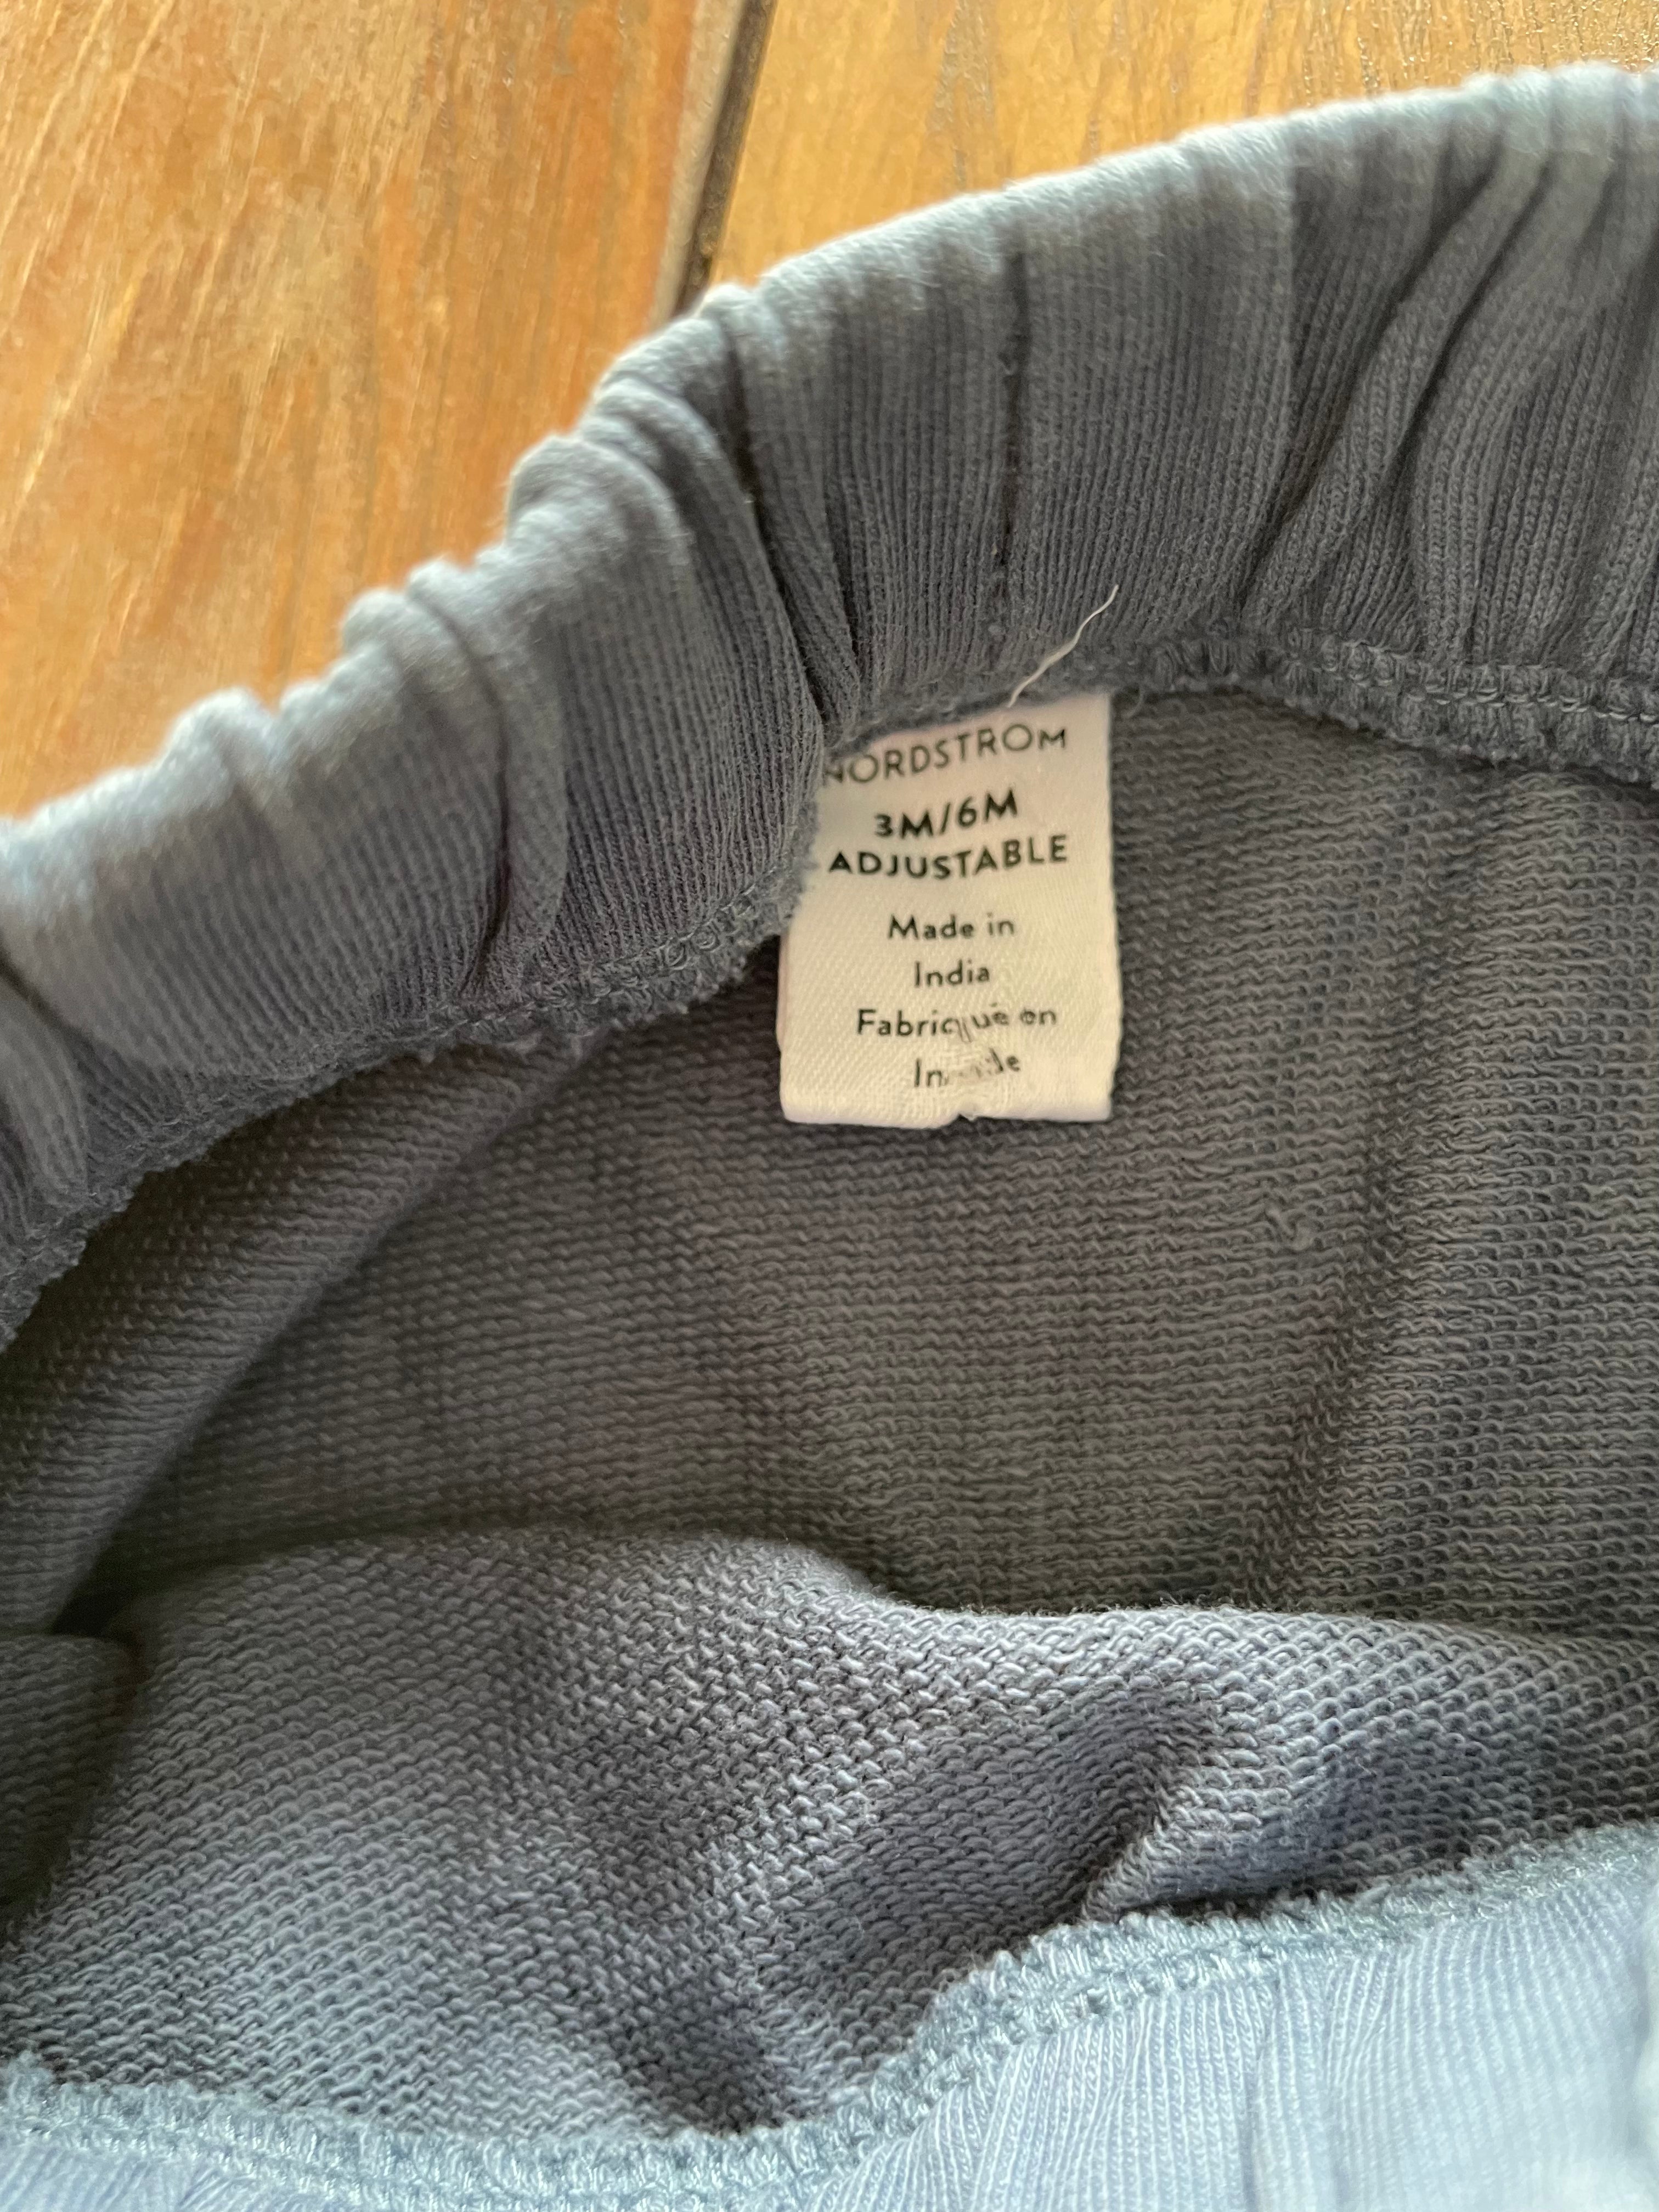 NORDSTROM
3M/6M
ADJUSTABLE
Made in
India
Fabriqué en